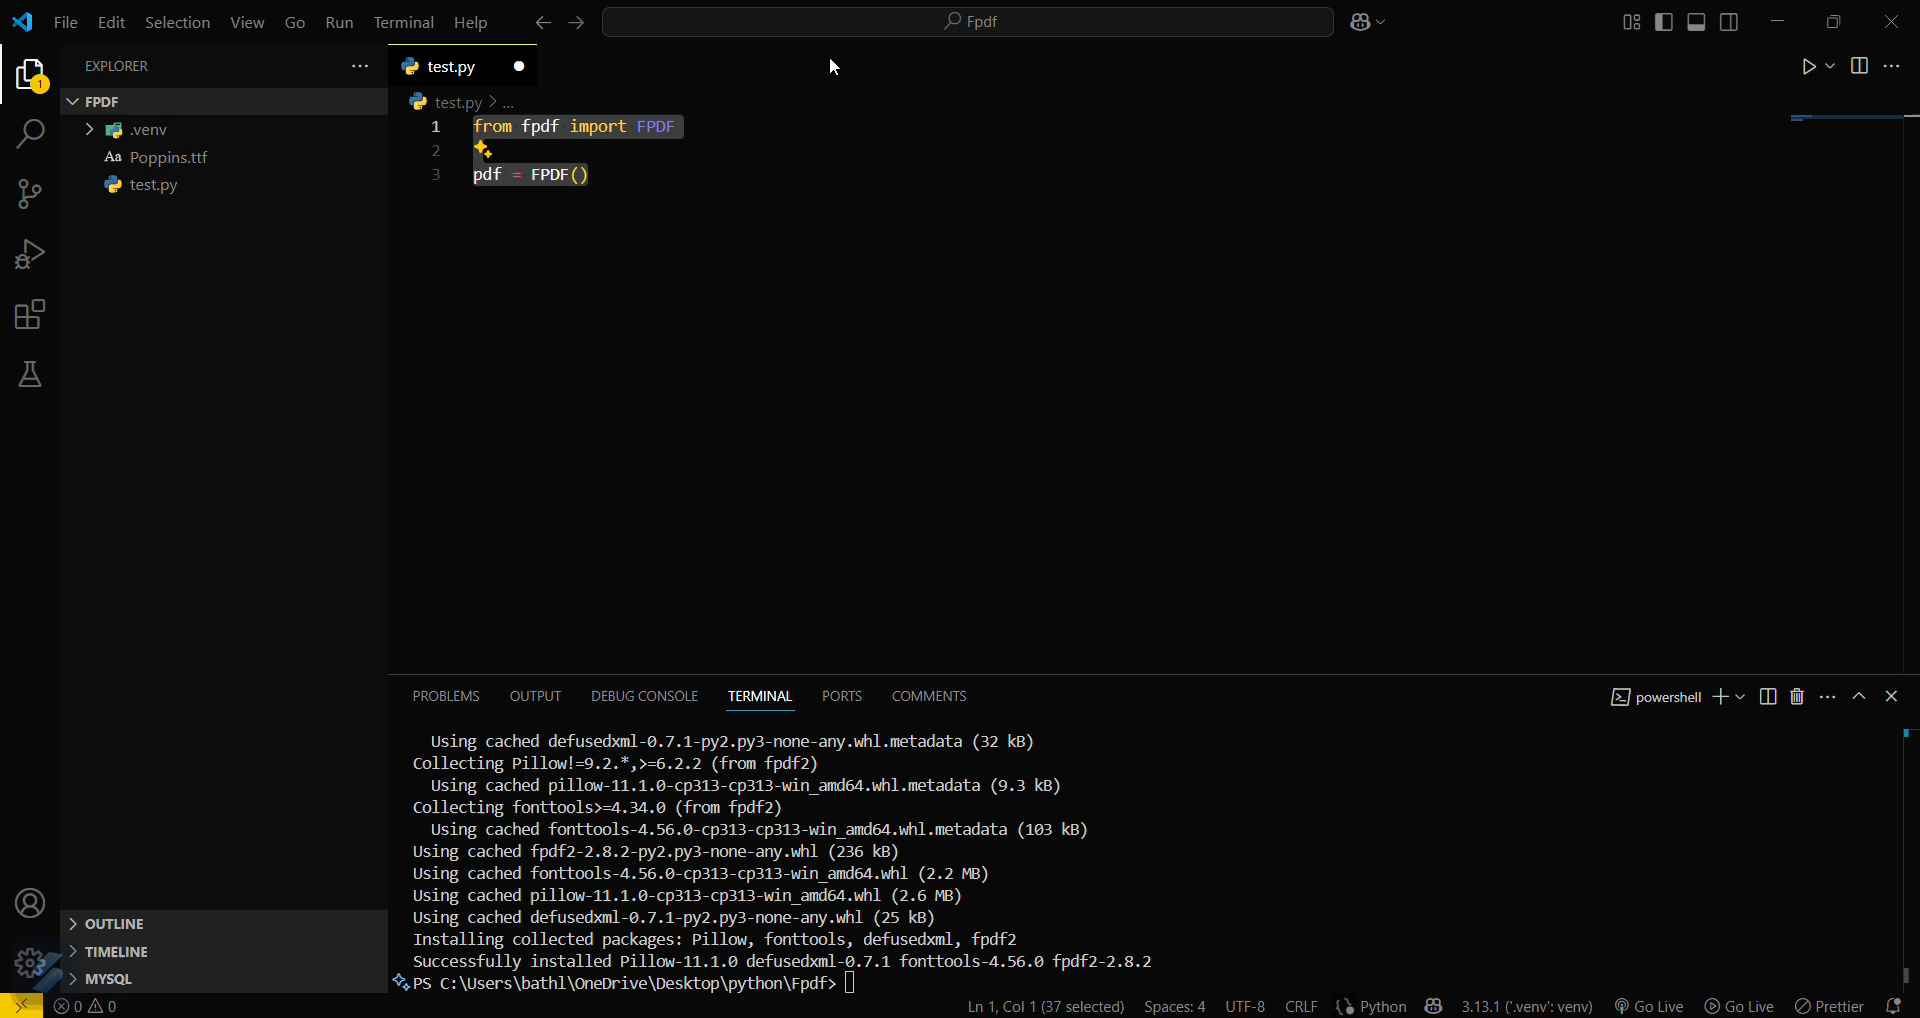 File Edit Selection View Go Run Terminal Help
Fpdf
EXPLORER
FPDF
.venv
Aa Poppins.ttf
test.py
OUTLINE
TIMELINE
MYSQL
1
test.py
test.py > ...
1 from fpdf import FPDF
2
3 pdf = FPDF()
PROBLEMS OUTPUT DEBUG CONSOLE TERMINAL PORTS COMMENTS
powershell
Using cached defusedxml-0.7.1-py2.py3-none-any.whl.metadata (32 kB)
Collecting Pillow!=9.2.*,>=6.2.2 (from fpdf2)
Using cached pillow-11.1.0-cp313-cp313-win_amd64.whl.metadata (9.3 kB)
Collecting fonttools>=4.34.0 (from fpdf2)
Using cached fonttools-4.56.0-cp313-cp313-win_amd64.whl.metadata (103 kB)
Using cached fpdf2-2.8.2-py2.py3-none-any.whl (236 kB)
Using cached fonttools-4.56.0-cp313-cp313-win_amd64.whl (2.2 MB)
Using cached pillow-11.1.0-cp313-cp313-win_amd64.whl (2.6 MB)
Using cached defusedxml-0.7.1-py2.py3-none-any.whl (25 kB)
Installing collected packages: Pillow, fonttools, defusedxml, fpdf2
Successfully installed Pillow-11.1.0 defusedxml-0.7.1 fonttools-4.56.0 fpdf2-2.8.2
PS C:\Users\bathl\OneDrive\Desktop\python\Fpdf>
0 0 Ln 1, Col 1 (37 selected) Spaces: 4 UTF-8 CRLF Python 3.13.1 ('.venv': venv) Go Live Go Live Prettier